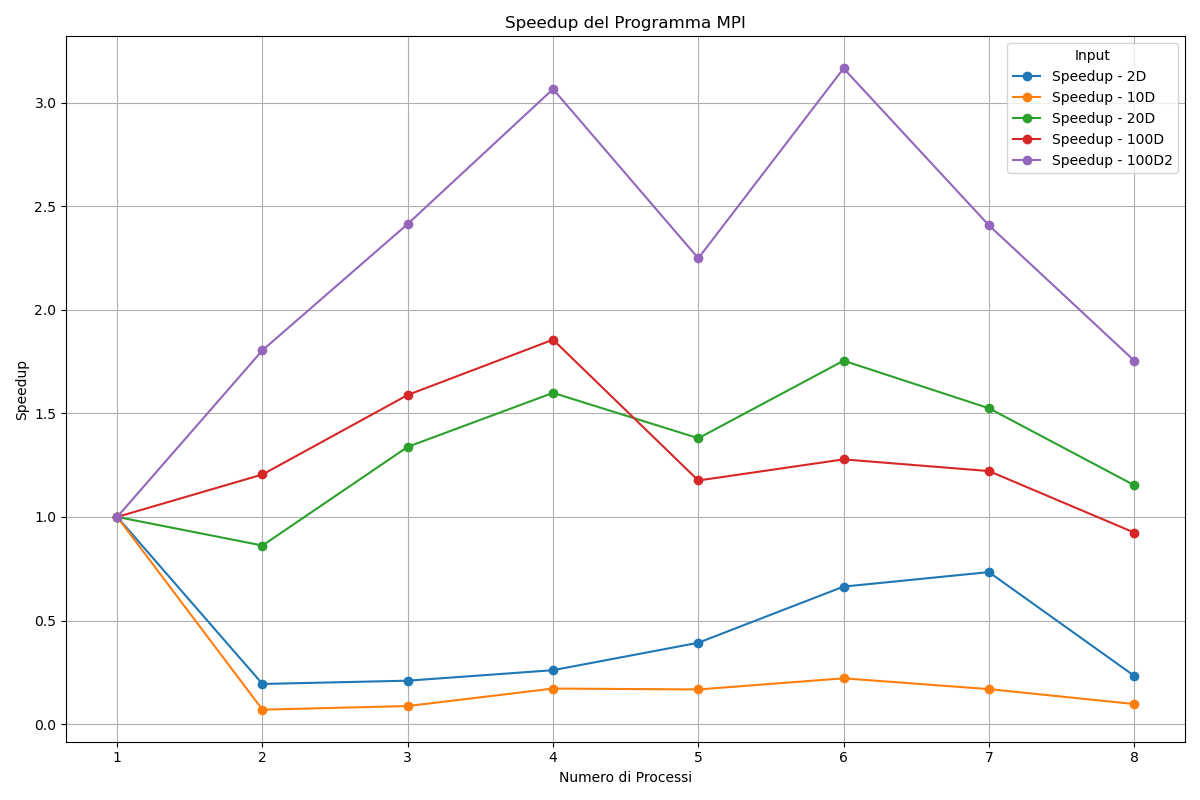 Speedup del Programma MPI
Input
Speedup - 2D
Speedup - 10D
Speedup - 20D
Speedup - 100D
Speedup - 100D2
Speedup
3.0
2.5
2.0
1.5
1.0
0.5
0.0
1 2 3 4 5 6 7 8
Numero di Processi